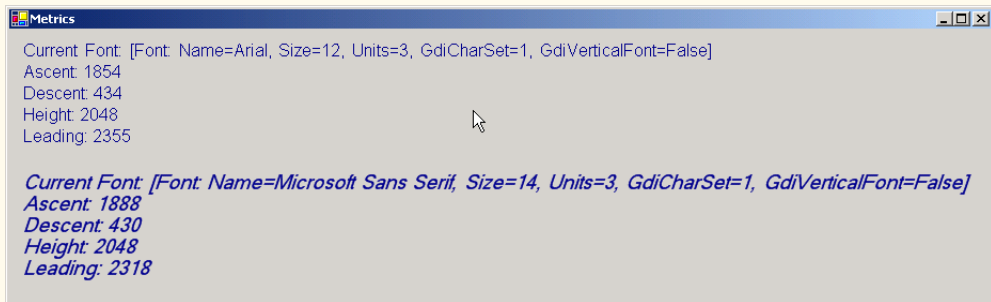 Metrics
Current Font: [Font: Name=Arial, Size=12, Units=3, GdiCharSet=1, GdiVerticalFont=False]
Ascent: 1854
Descent: 434
Height: 2048
Leading: 2355
Current Font: [Font: Name=Microsoft Sans Serif, Size=14, Units=3, GdiCharSet=1, GdiVerticalFont=False]
Ascent: 1888
Descent: 430
Height: 2048
Leading: 2318